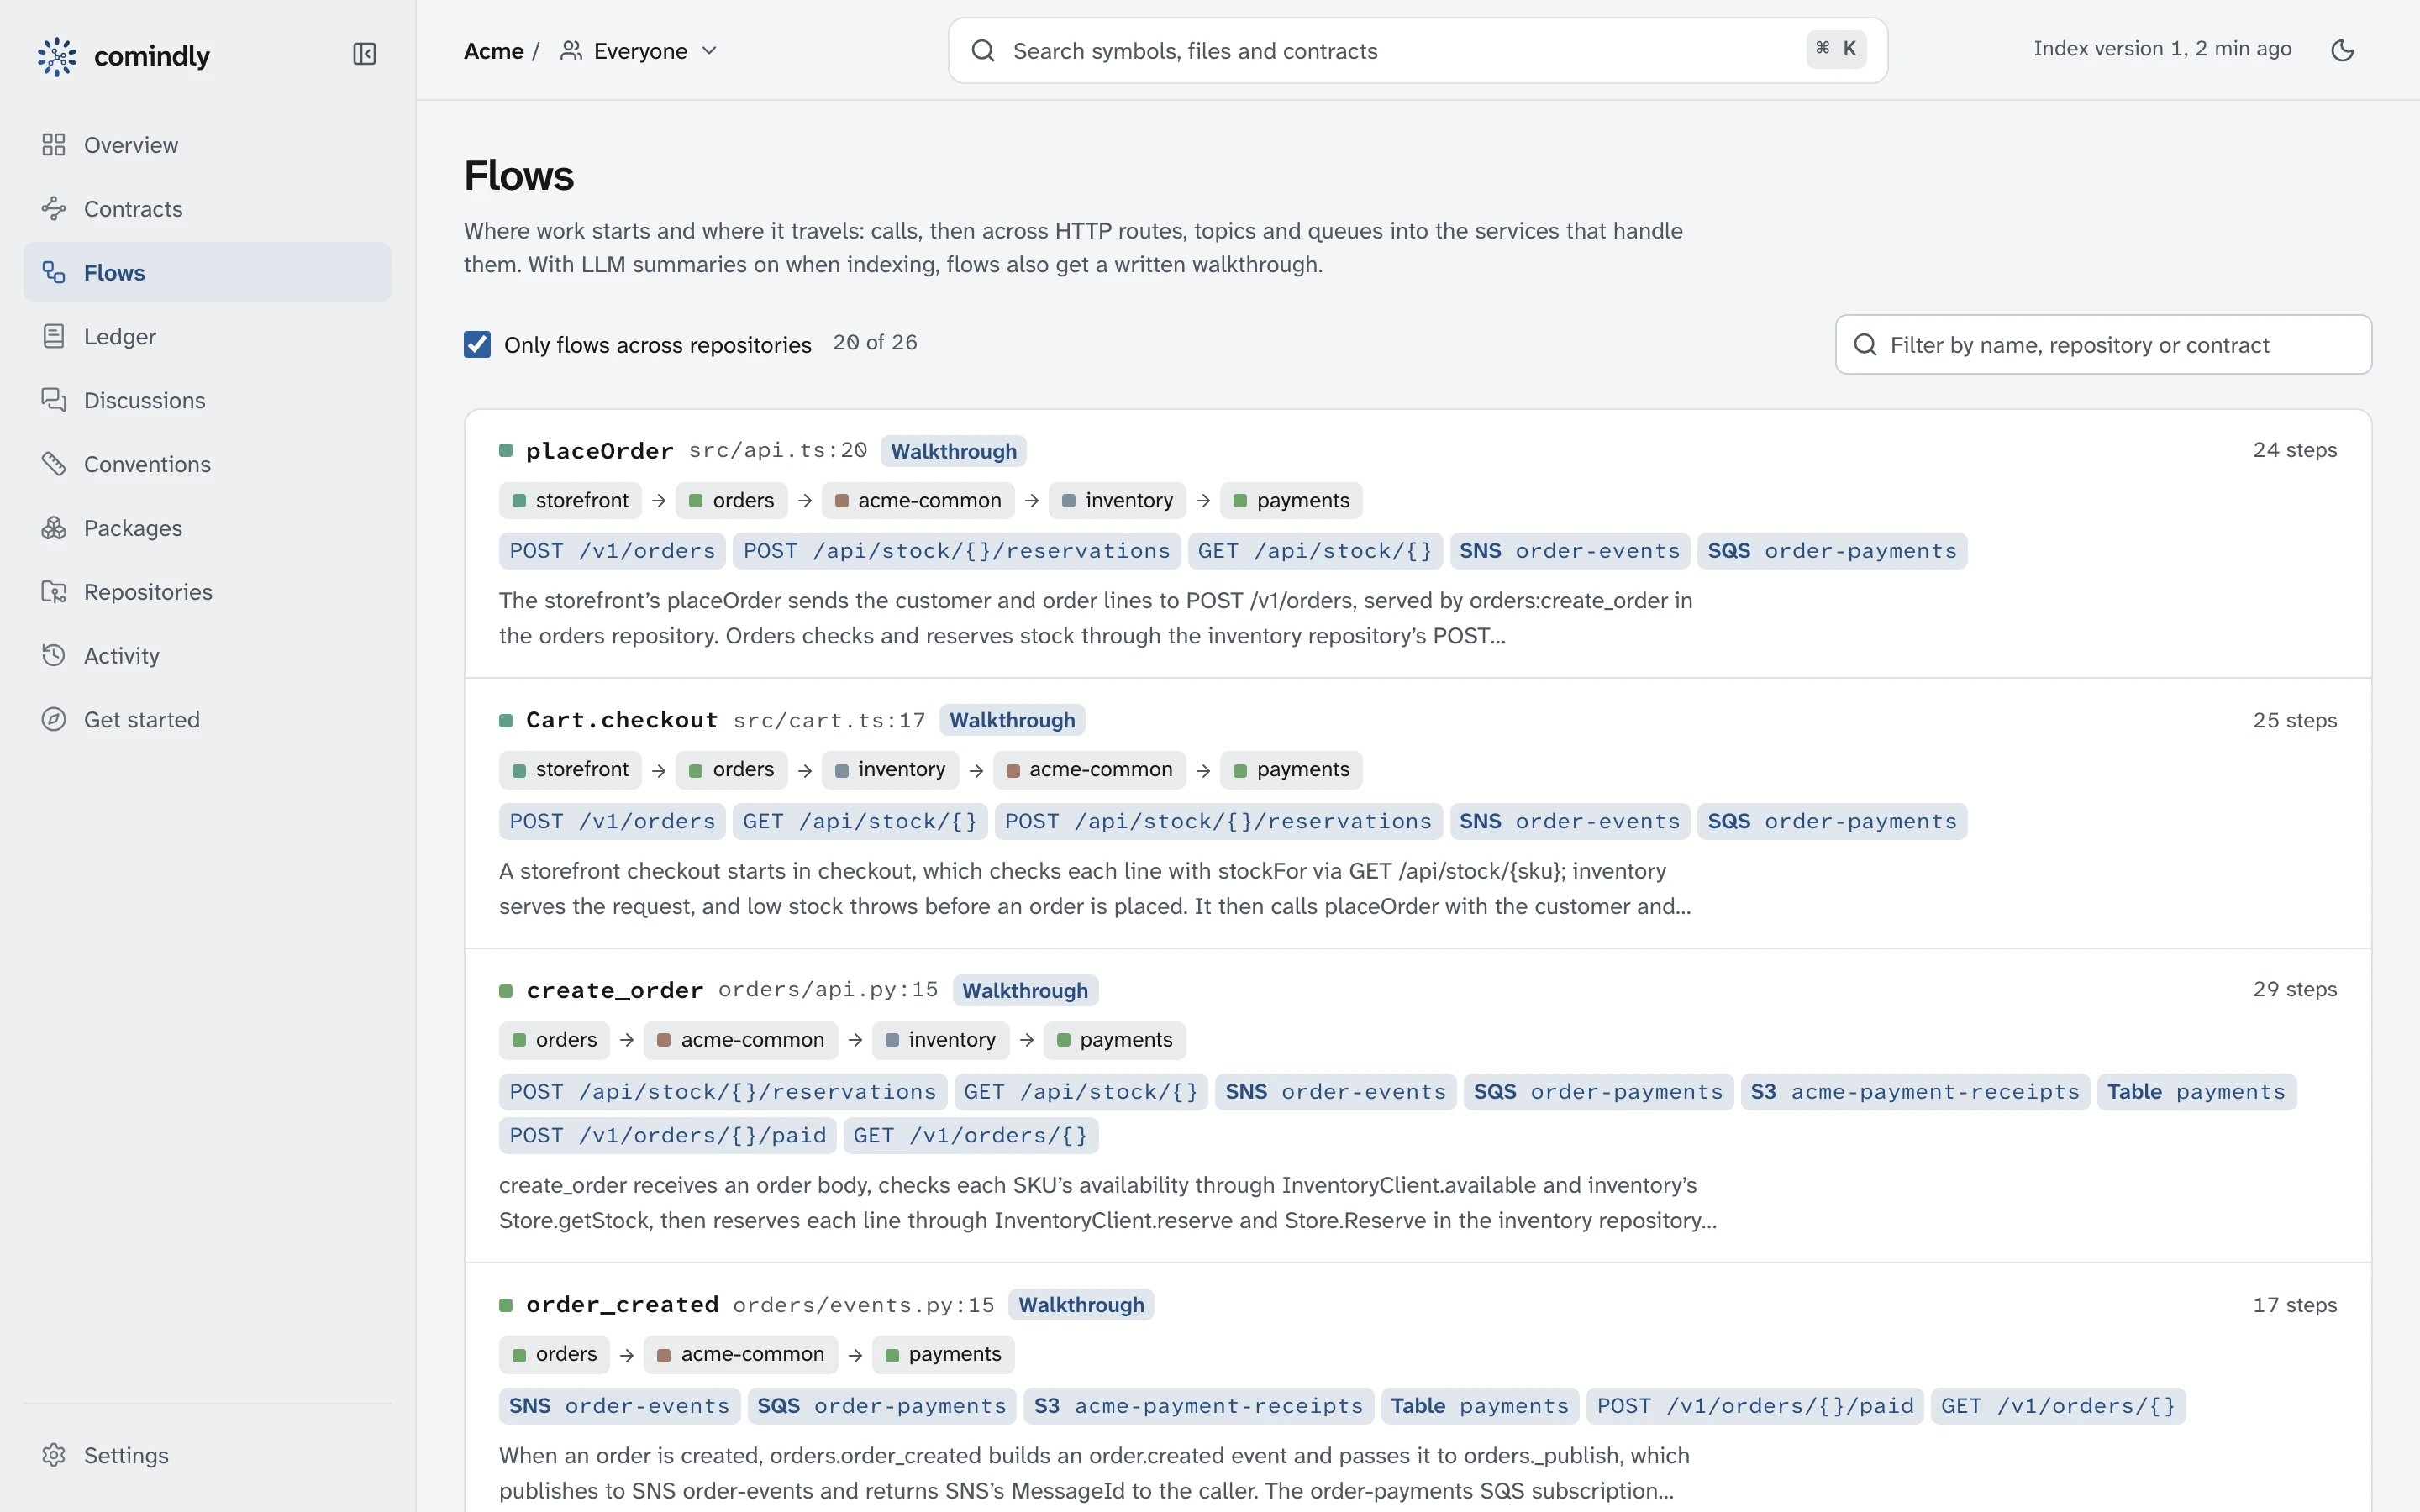 comindly
Acme / Everyone
Search symbols, files and contracts
⌘ K
Index version 1, 2 min ago
Overview
Contracts
Flows
Ledger
Discussions
Conventions
Packages
Repositories
Activity
Get started
Settings
Flows
Where work starts and where it travels: calls, then across HTTP routes, topics and queues into the services that handle
them. With LLM summaries on when indexing, flows also get a written walkthrough.
Only flows across repositories 20 of 26
Filter by name, repository or contract
placeOrder src/api.ts:20 Walkthrough 24 steps
storefront → orders → acme-common → inventory → payments
POST /v1/orders POST /api/stock/{}/reservations GET /api/stock/{} SNS order-events SQS order-payments
The storefront’s placeOrder sends the customer and order lines to POST /v1/orders, served by orders:create_order in
the orders repository. Orders checks and reserves stock through the inventory repository’s POST...
Cart.checkout src/cart.ts:17 Walkthrough 25 steps
storefront → orders → inventory → acme-common → payments
POST /v1/orders GET /api/stock/{} POST /api/stock/{}/reservations SNS order-events SQS order-payments
A storefront checkout starts in checkout, which checks each line with stockFor via GET /api/stock/{sku}; inventory
serves the request, and low stock throws before an order is placed. It then calls placeOrder with the customer and...
create_order orders/api.py:15 Walkthrough 29 steps
orders → acme-common → inventory → payments
POST /api/stock/{}/reservations GET /api/stock/{} SNS order-events SQS order-payments S3 acme-payment-receipts Table payments
POST /v1/orders/{}/paid GET /v1/orders/{}
create_order receives an order body, checks each SKU’s availability through InventoryClient.available and inventory’s
Store.getStock, then reserves each line through InventoryClient.reserve and Store.Reserve in the inventory repository...
order_created orders/events.py:15 Walkthrough 17 steps
orders → acme-common → payments
SNS order-events SQS order-payments S3 acme-payment-receipts Table payments POST /v1/orders/{}/paid GET /v1/orders/{}
When an order is created, orders.order_created builds an order.created event and passes it to orders._publish, which
publishes to SNS order-events and returns SNS’s MessageId to the caller. The order-payments SQS subscription...